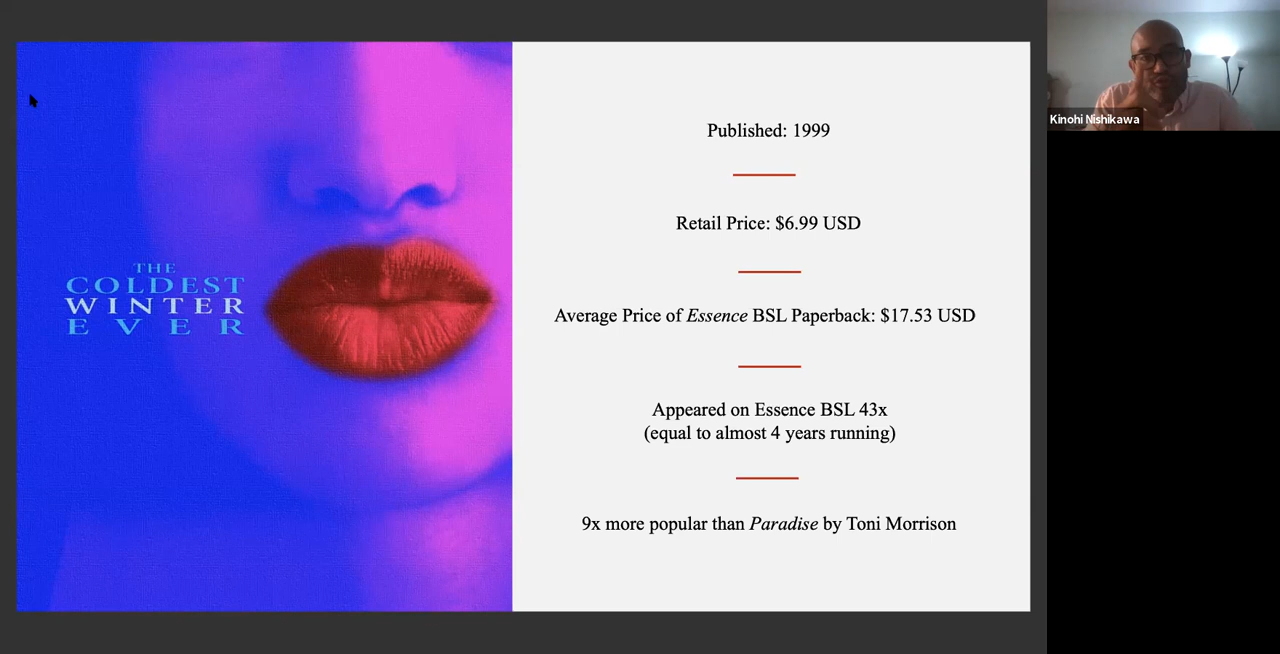 THE
COLDEST
WINTER
EVER
Published: 1999
Retail Price: $6.99 USD
Average Price of Essence BSL Paperback: $17.53 USD
Appeared on Essence BSL 43x
(equal to almost 4 years running)
9x more popular than Paradise by Toni Morrison
Kinohi Nishikawa